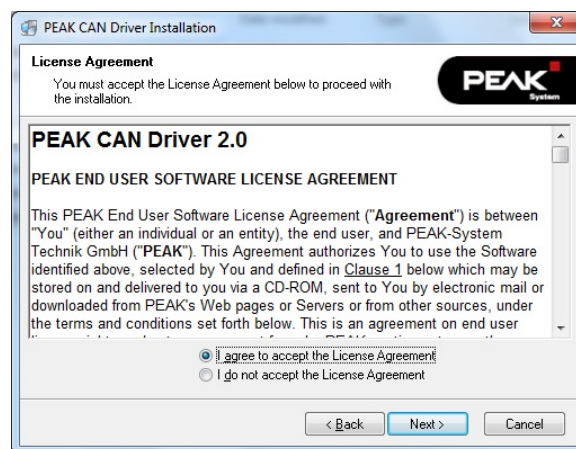 PEAK CAN Driver Installation
License Agreement
You must accept the License Agreement below to proceed with
the installation.
PEAK
System
PEAK CAN Driver 2.0
PEAK END USER SOFTWARE LICENSE AGREEMENT
This PEAK End User Software License Agreement ("Agreement") is between
"You" (either an individual or an entity), the end user, and PEAK-System
Technik GmbH ("PEAK"). This Agreement authorizes You to use the Software
identified above, selected by You and defined in Clause 1 below which may be
stored on and delivered to you via a CD-ROM, sent to You by electronic mail or
downloaded from PEAK's Web pages or Servers or from other sources, under
the terms and conditions set forth below. This is an agreement on end user
I agree to accept the License Agreement
I do not accept the License Agreement
< Back
Next >
Cancel